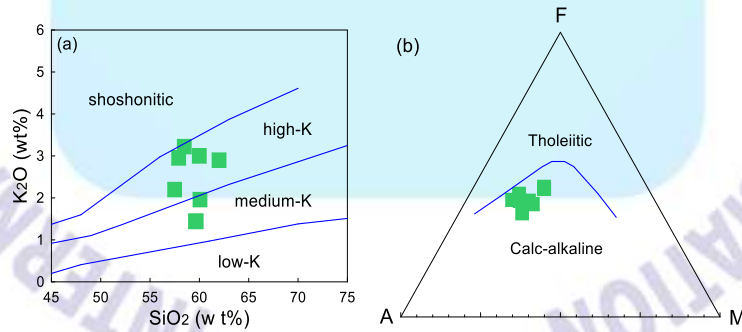 (a)
6
5
4
3
2
1
0
K2O (wt%)
shoshonitic
high-K
medium-K
low-K
45 50 55 60 65 70 75
SiO2 (w t%)
(b)
F
Tholeiitic
Calc-alkaline
A
M